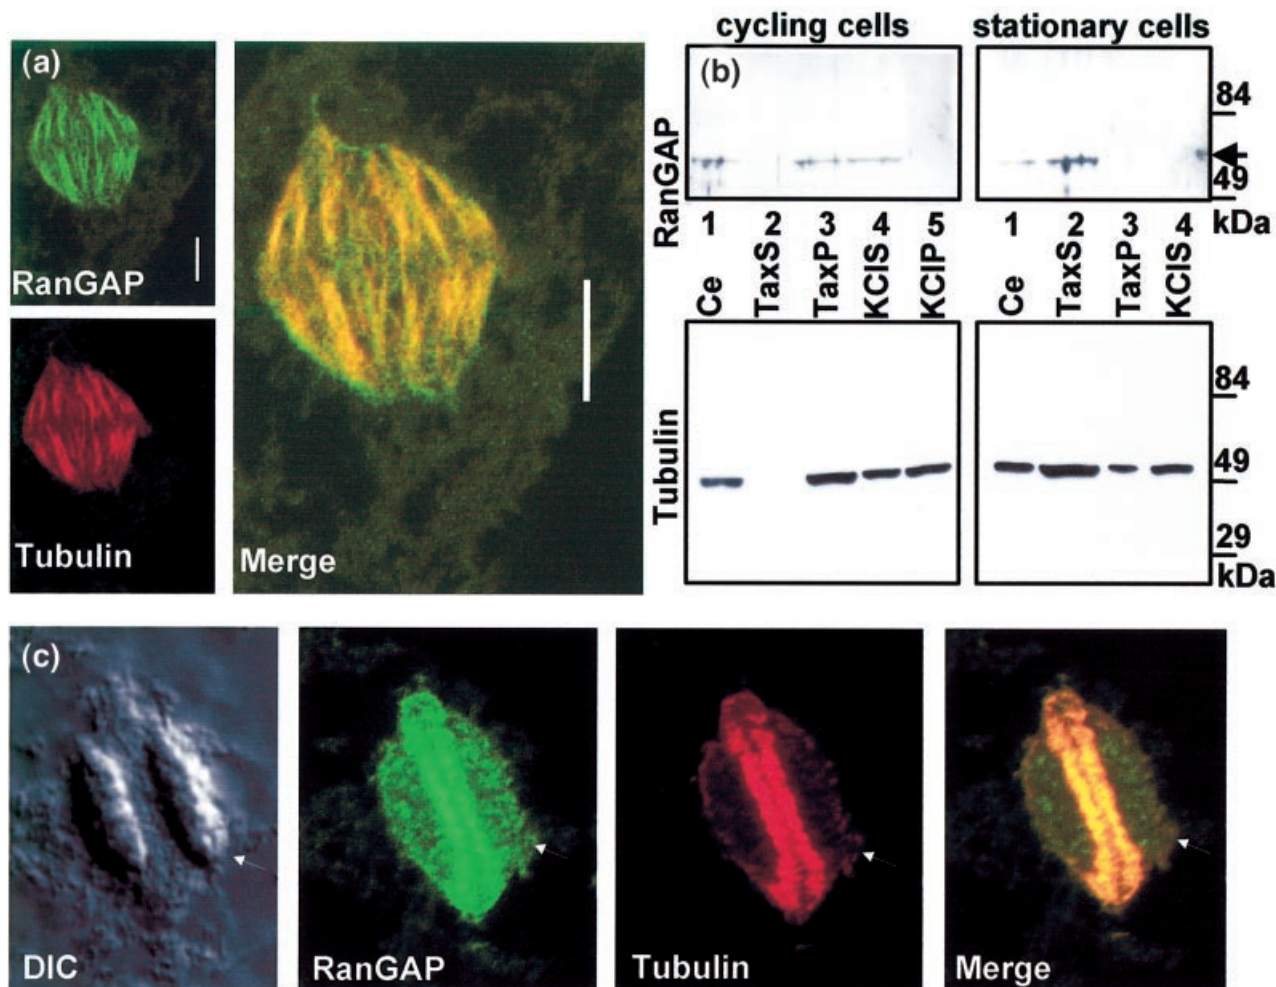 (a)
RanGAP
Tubulin
Merge
cycling cells
stationary cells
(b)
RanGAP
84
49
kDa
1 2 3 4 5
1 2 3 4
Ce
TaxS
TaxP
KCIS
KCIP
Ce
TaxS
TaxP
KCIS
Tubulin
84
49
29
kDa
(c)
DIC
RanGAP
Tubulin
Merge